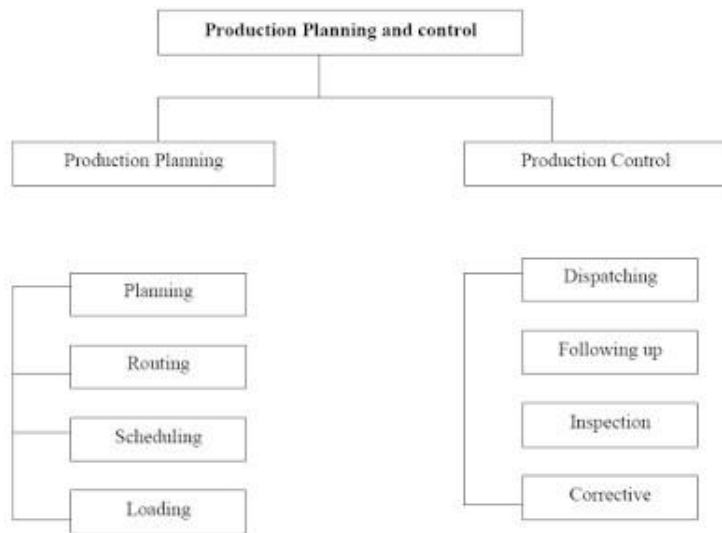 Production Planning and control
Production Planning
Production Control
Planning
Routing
Scheduling
Loading
Dispatching
Following up
Inspection
Corrective